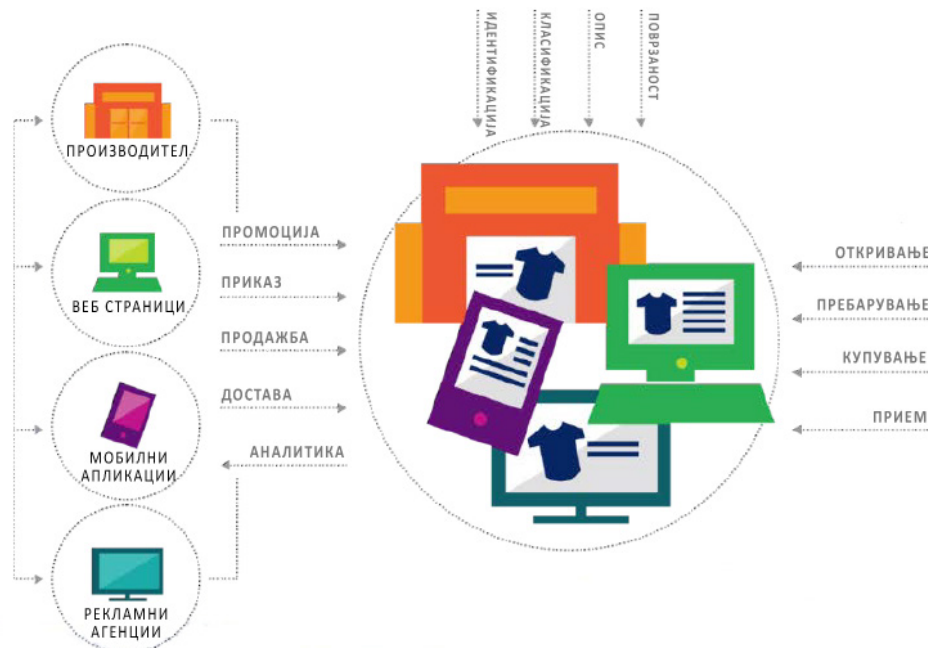 ИДЕНТИФИКАЦИЈА
КЛАСИФИКАЦИЈА
ОПИС
ПОВРЗАНОСТ
ПРОИЗВОДИТЕЛ
ВЕБ СТРАНИЦИ
МОБИЛНИ
АПЛИКАЦИИ
РЕКЛАМНИ
АГЕНЦИИ
ПРОМОЦИЈА
ПРИКАЗ
ПРОДАЖБА
ДОСТАВА
АНАЛИТИКА
ОТКРИВАЊЕ
ПРЕБАРУВАЊЕ
КУПУВАЊЕ
ПРИЕМ